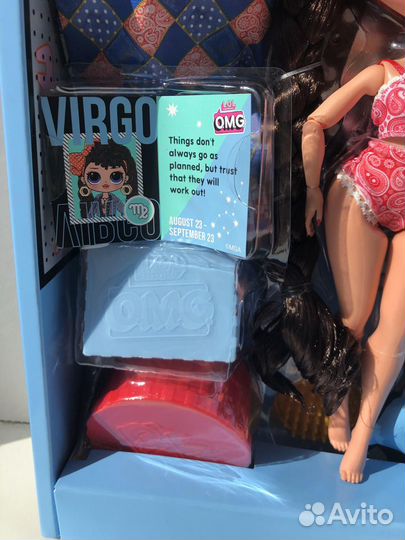 VIRGO
L.O.L.
OMG
Things don't
always go as
planned, but trust
that they will
work out!
AUGUST 23 -
SEPTEMBER 23
©MGA
OMG
Avito